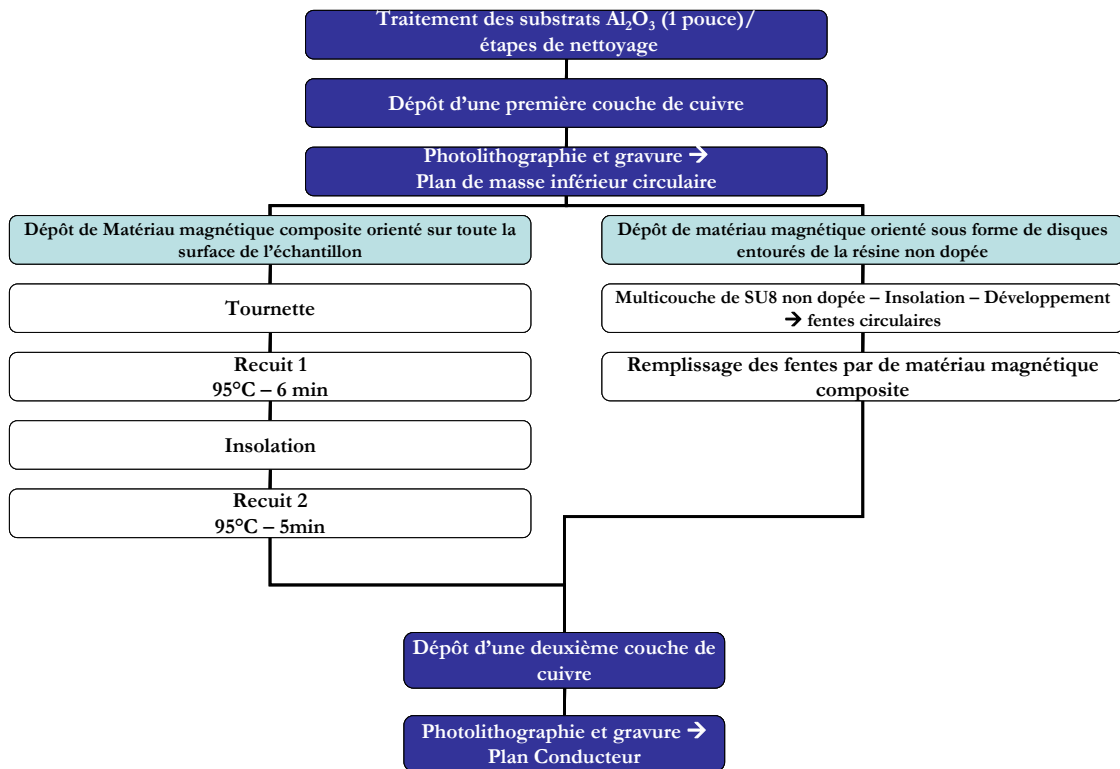 Traitement des substrats Al₂O₃ (1 pouce)/
étapes de nettoyage
Dépôt d'une première couche de cuivre
Photolithographie et gravure →
Plan de masse inférieur circulaire
Dépôt de Matériau magnétique composite orienté sur toute la
surface de l'échantillon
Tournette
Recuit 1
95°C – 6 min
Insolation
Recuit 2
95°C – 5min
Dépôt de matériau magnétique orienté sous forme de disques
entourés de la résine non dopée
Multicouche de SU8 non dopée – Insolation – Développement
→ fentes circulaires
Remplissage des fentes par de matériau magnétique
composite
Dépôt d'une deuxième couche de
cuivre
Photolithographie et gravure →
Plan Conducteur